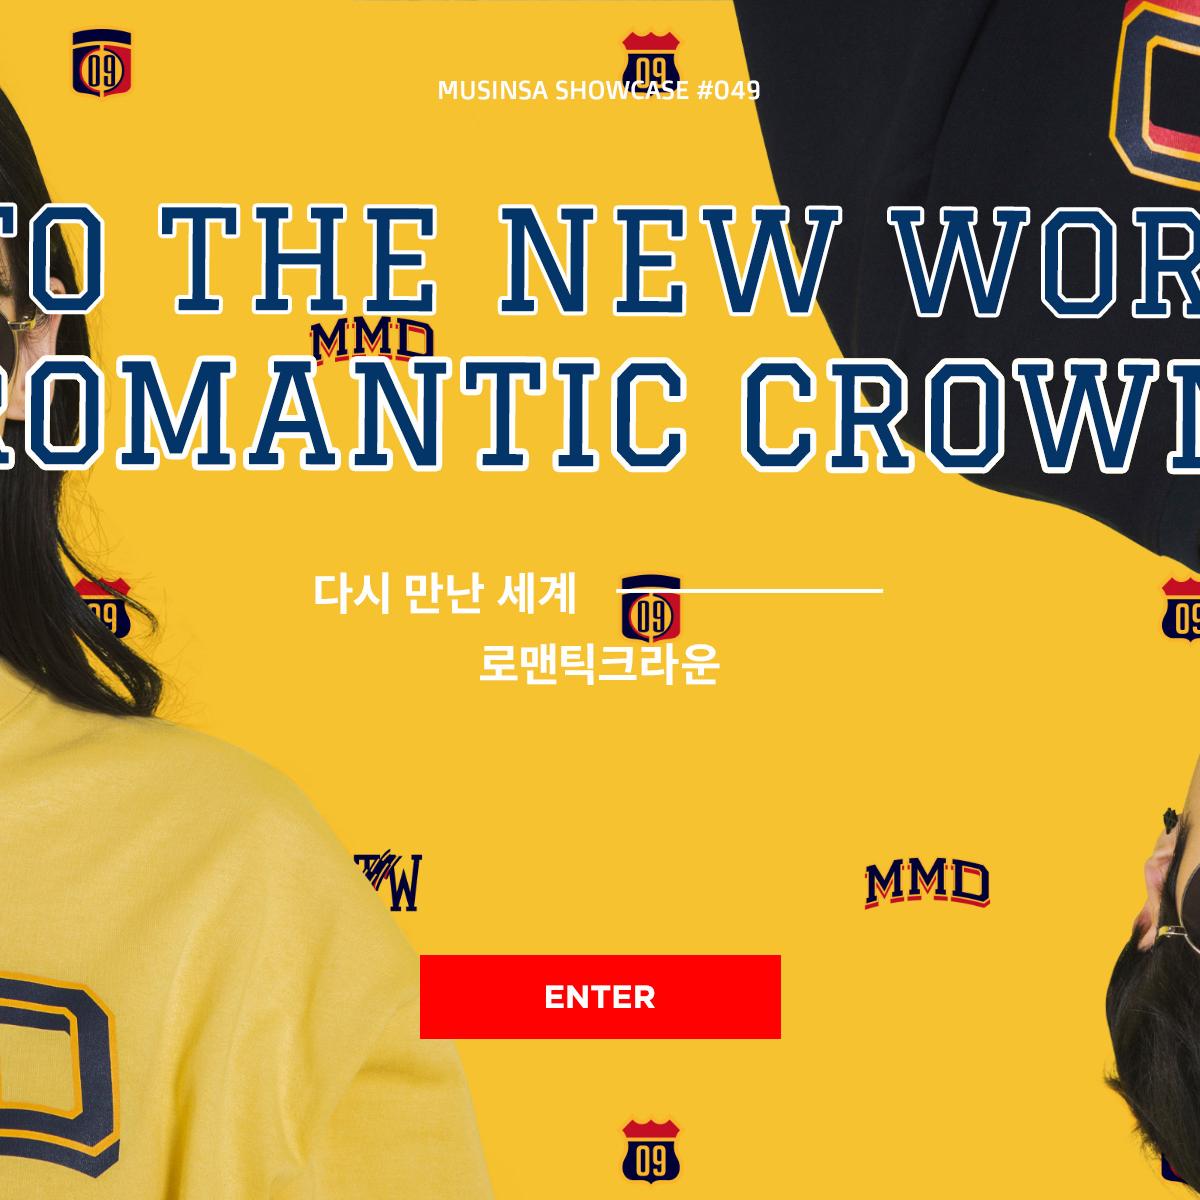 09
09
MUSINSA SHOWCASE #049
TO THE NEW WOR
ROMANTIC CROWN
MMD
다시 만난 세계
로맨틱크라운
09
09
09
MMD
ENTER
D
09